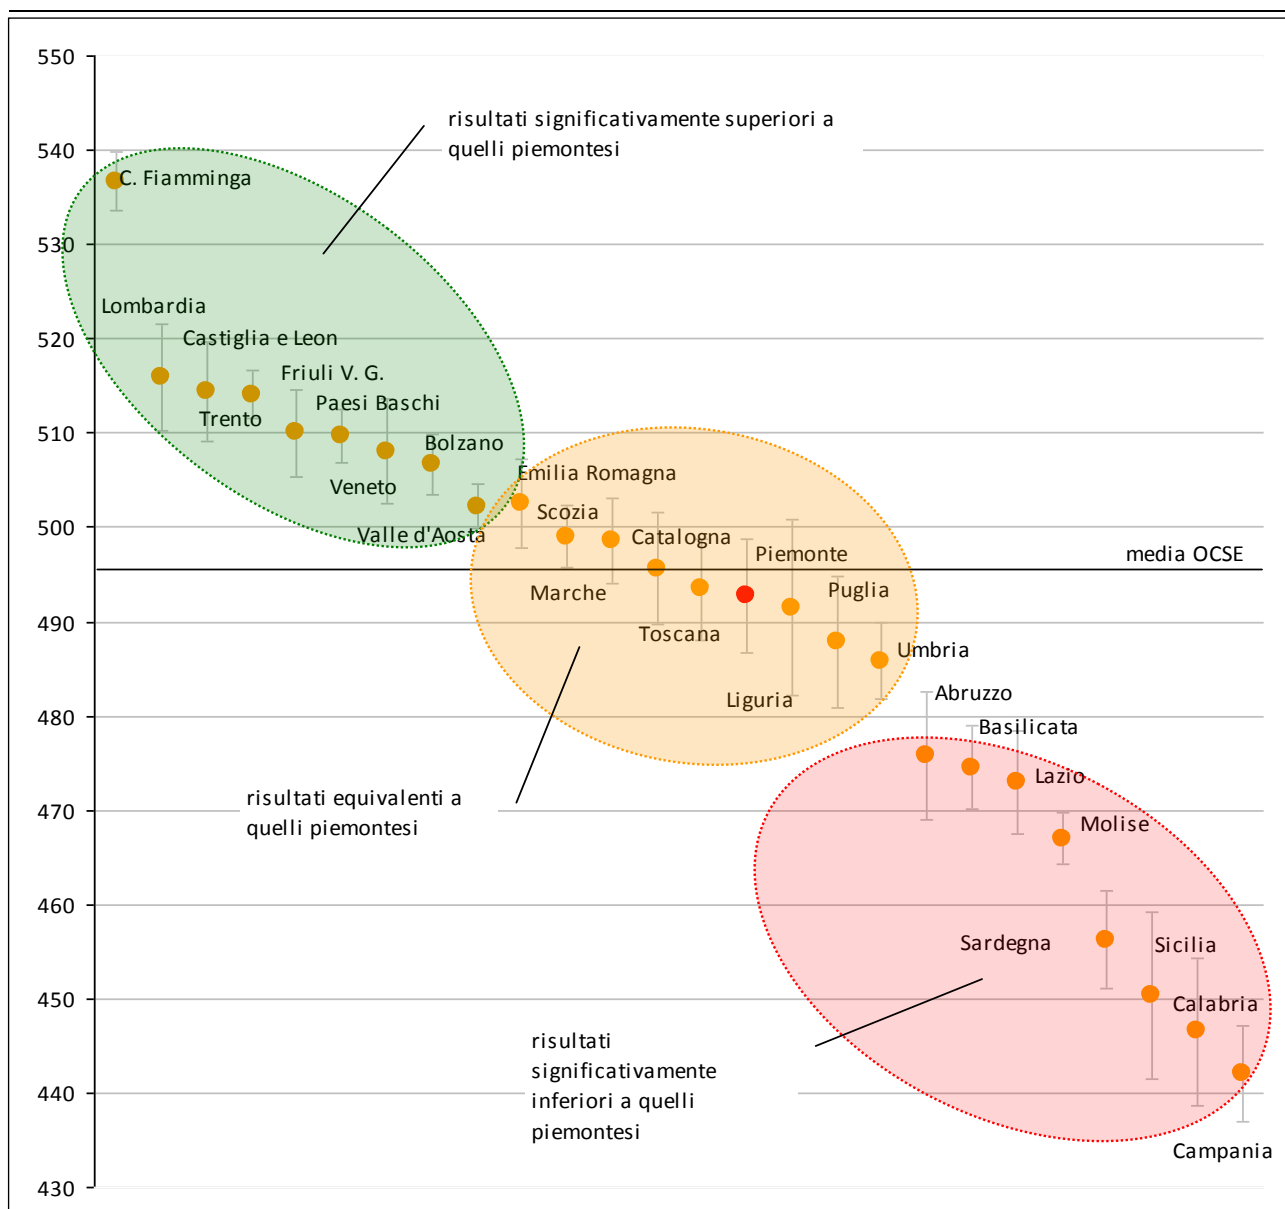 550
risultati significativamente superiori a
quelli piemontesi
540
C. Fiamminga
530
Lombardia
520
Castiglia e Leon
Friuli V. G.
Paesi Baschi
Trento
510
Bolzano
Veneto
Emilia Romagna
Scozia
500
Valle d'Aosta
Catalogna
Piemonte
media OCSE
Marche
Puglia
490
Toscana
Umbria
Liguria
Abruzzo
480
Basilicata
Lazio
risultati equivalenti a
quelli piemontesi
470
Molise
460
Sardegna
Sicilia
450
Calabria
risultati
significativamente
inferiori a quelli
piemontesi
440
Campania
430